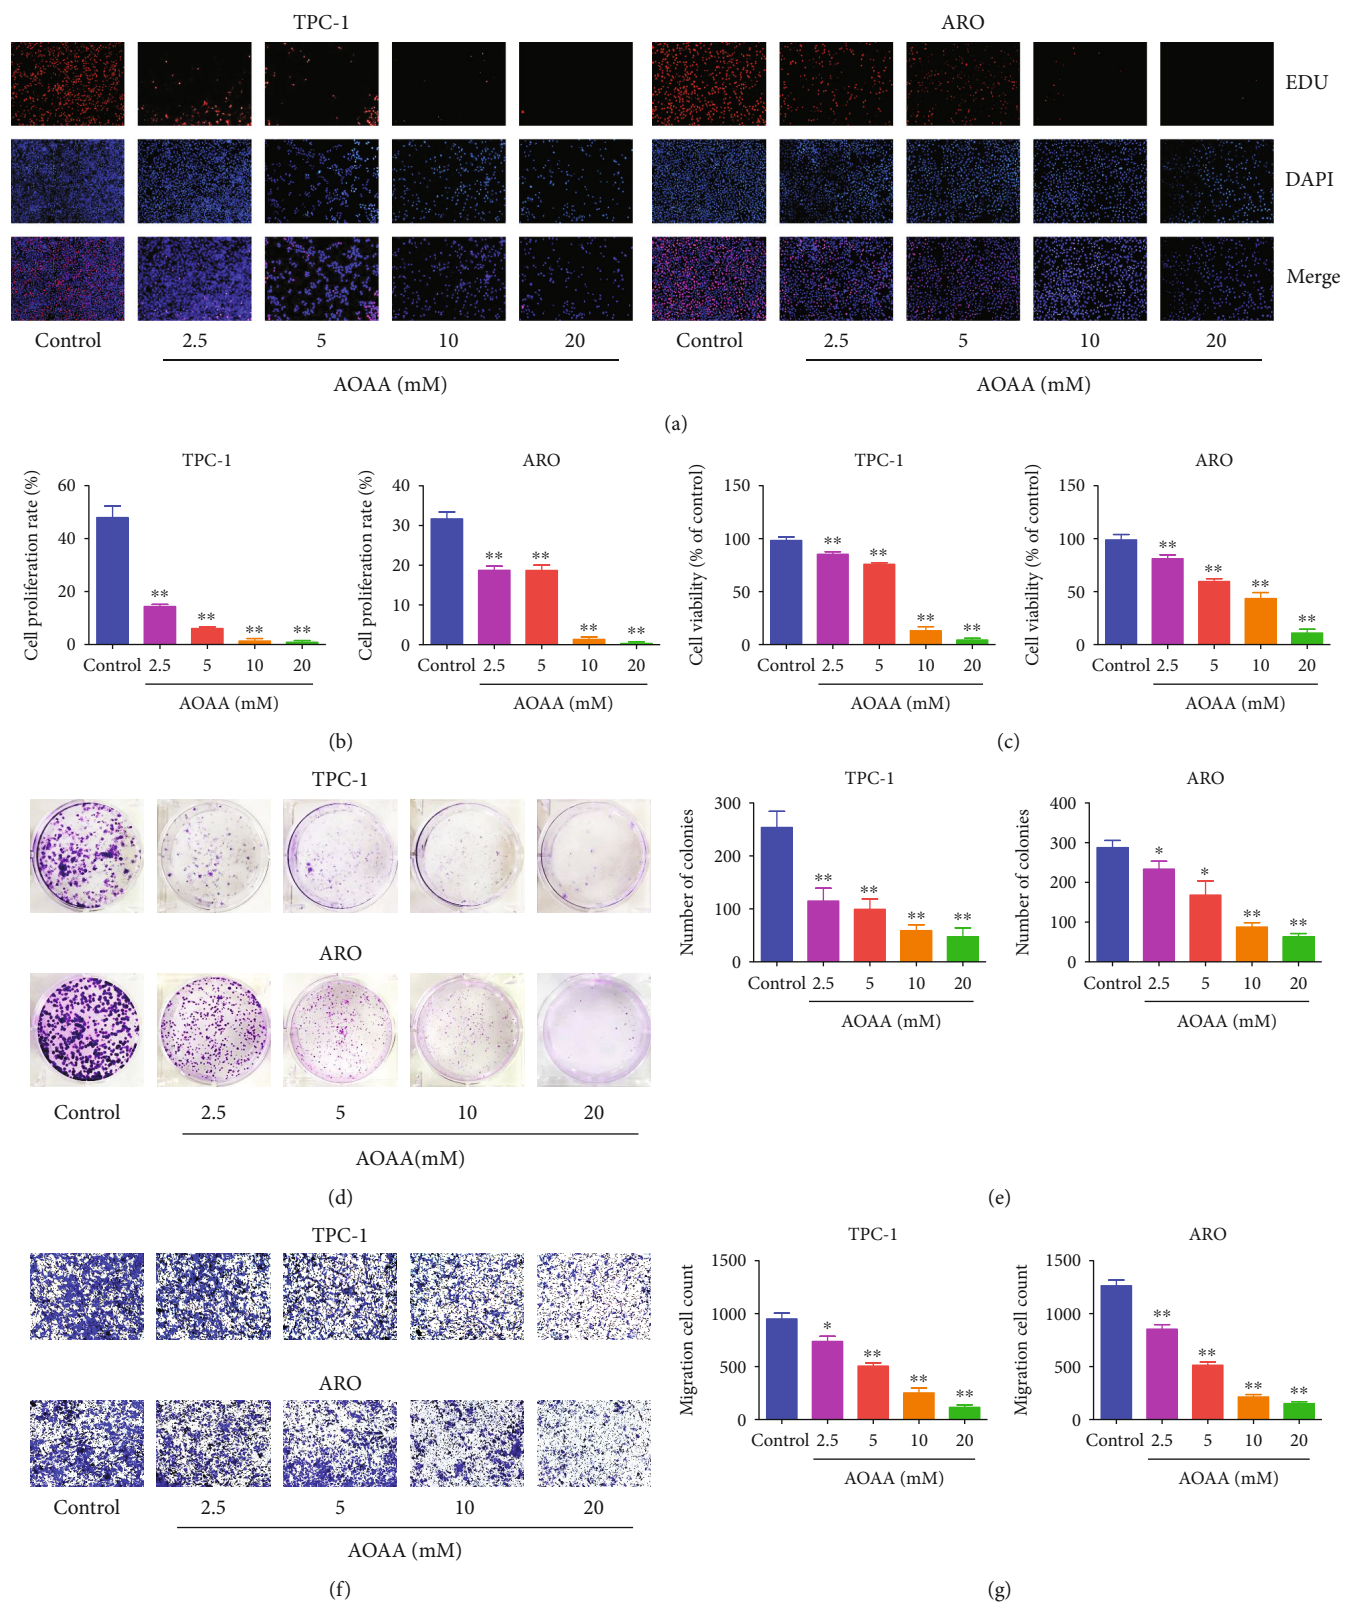 TPC-1 ARO
EDU
DAPI
Merge
Control 2.5 5 10 20 Control 2.5 5 10 20
AOAA (mM) AOAA (mM)
(a)
TPC-1
Cell proliferation rate (%)
60
40
20
0
** ** ** **
Control 2.5 5 10 20
AOAA (mM)
ARO
Cell proliferation rate (%)
40
30
20
10
0
** ** ** **
Control 2.5 5 10 20
AOAA (mM)
(b)
TPC-1
Cell viability (% of control)
150
100
50
0
** ** ** **
Control 2.5 5 10 20
AOAA (mM)
ARO
Cell viability (% of control)
150
100
50
0
** ** ** **
Control 2.5 5 10 20
AOAA (mM)
(c)
TPC-1
ARO
Control 2.5 5 10 20
AOAA(mM)
(d)
TPC-1
Number of colonies
300
200
100
0
** ** ** **
Control 2.5 5 10 20
AOAA (mM)
ARO
Number of colonies
400
300
200
100
0
* * ** **
Control 2.5 5 10 20
AOAA (mM)
(e)
TPC-1
ARO
Control 2.5 5 10 20
AOAA (mM)
(f)
TPC-1
Migration cell count
1500
1000
500
0
* ** ** **
Control 2.5 5 10 20
AOAA (mM)
ARO
Migration cell count
1500
1000
500
0
** ** ** **
Control 2.5 5 10 20
AOAA (mM)
(g)